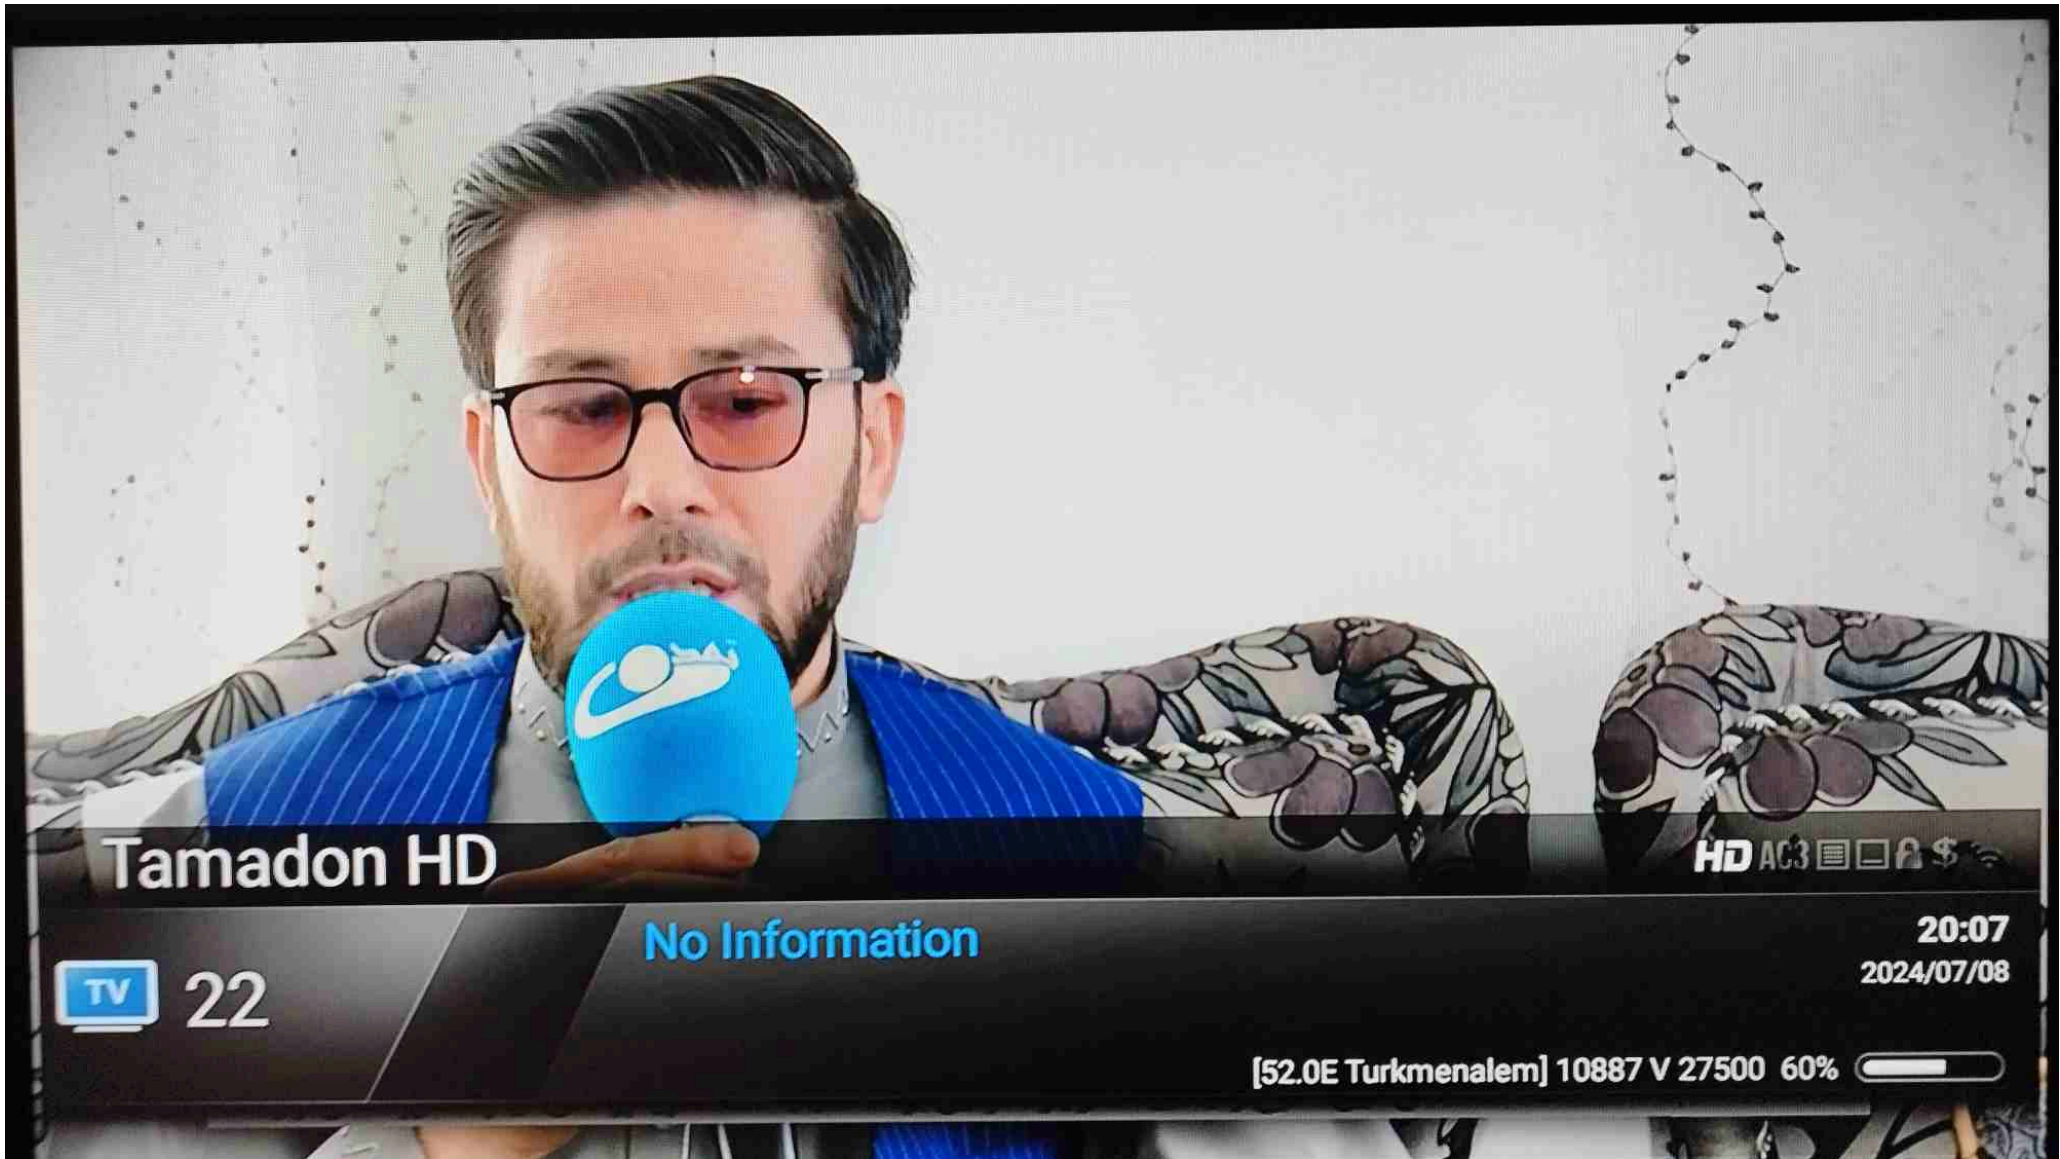 تمدن
Tamadon HD
HD AC3 $
No Information
20:07
2024/07/08
TV 22
[52.0E Turkmenalem] 10887 V 27500 60%